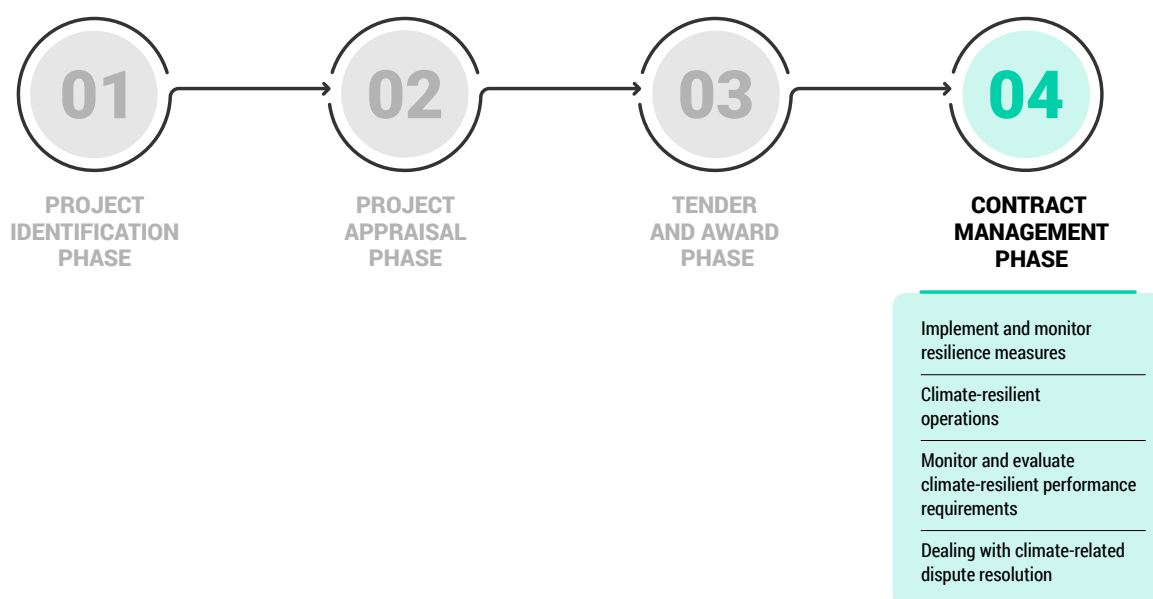 01
02
03
04
PROJECT
IDENTIFICATION
PHASE
PROJECT
APPRAISAL
PHASE
TENDER
AND AWARD
PHASE
CONTRACT
MANAGEMENT
PHASE
Implement and monitor
resilience measures
Climate-resilient
operations
Monitor and evaluate
climate-resilient performance
requirements
Dealing with climate-related
dispute resolution